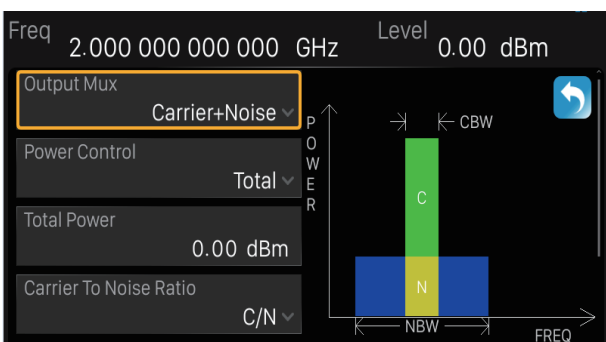 Freq 2.000 000 000 000 GHz Level 0.00 dBm
Output Mux
Carrier+Noise
Power Control
Total
Total Power
0.00 dBm
Carrier To Noise Ratio
C/N
POWER
CBW
C
N
NBW
FREQ